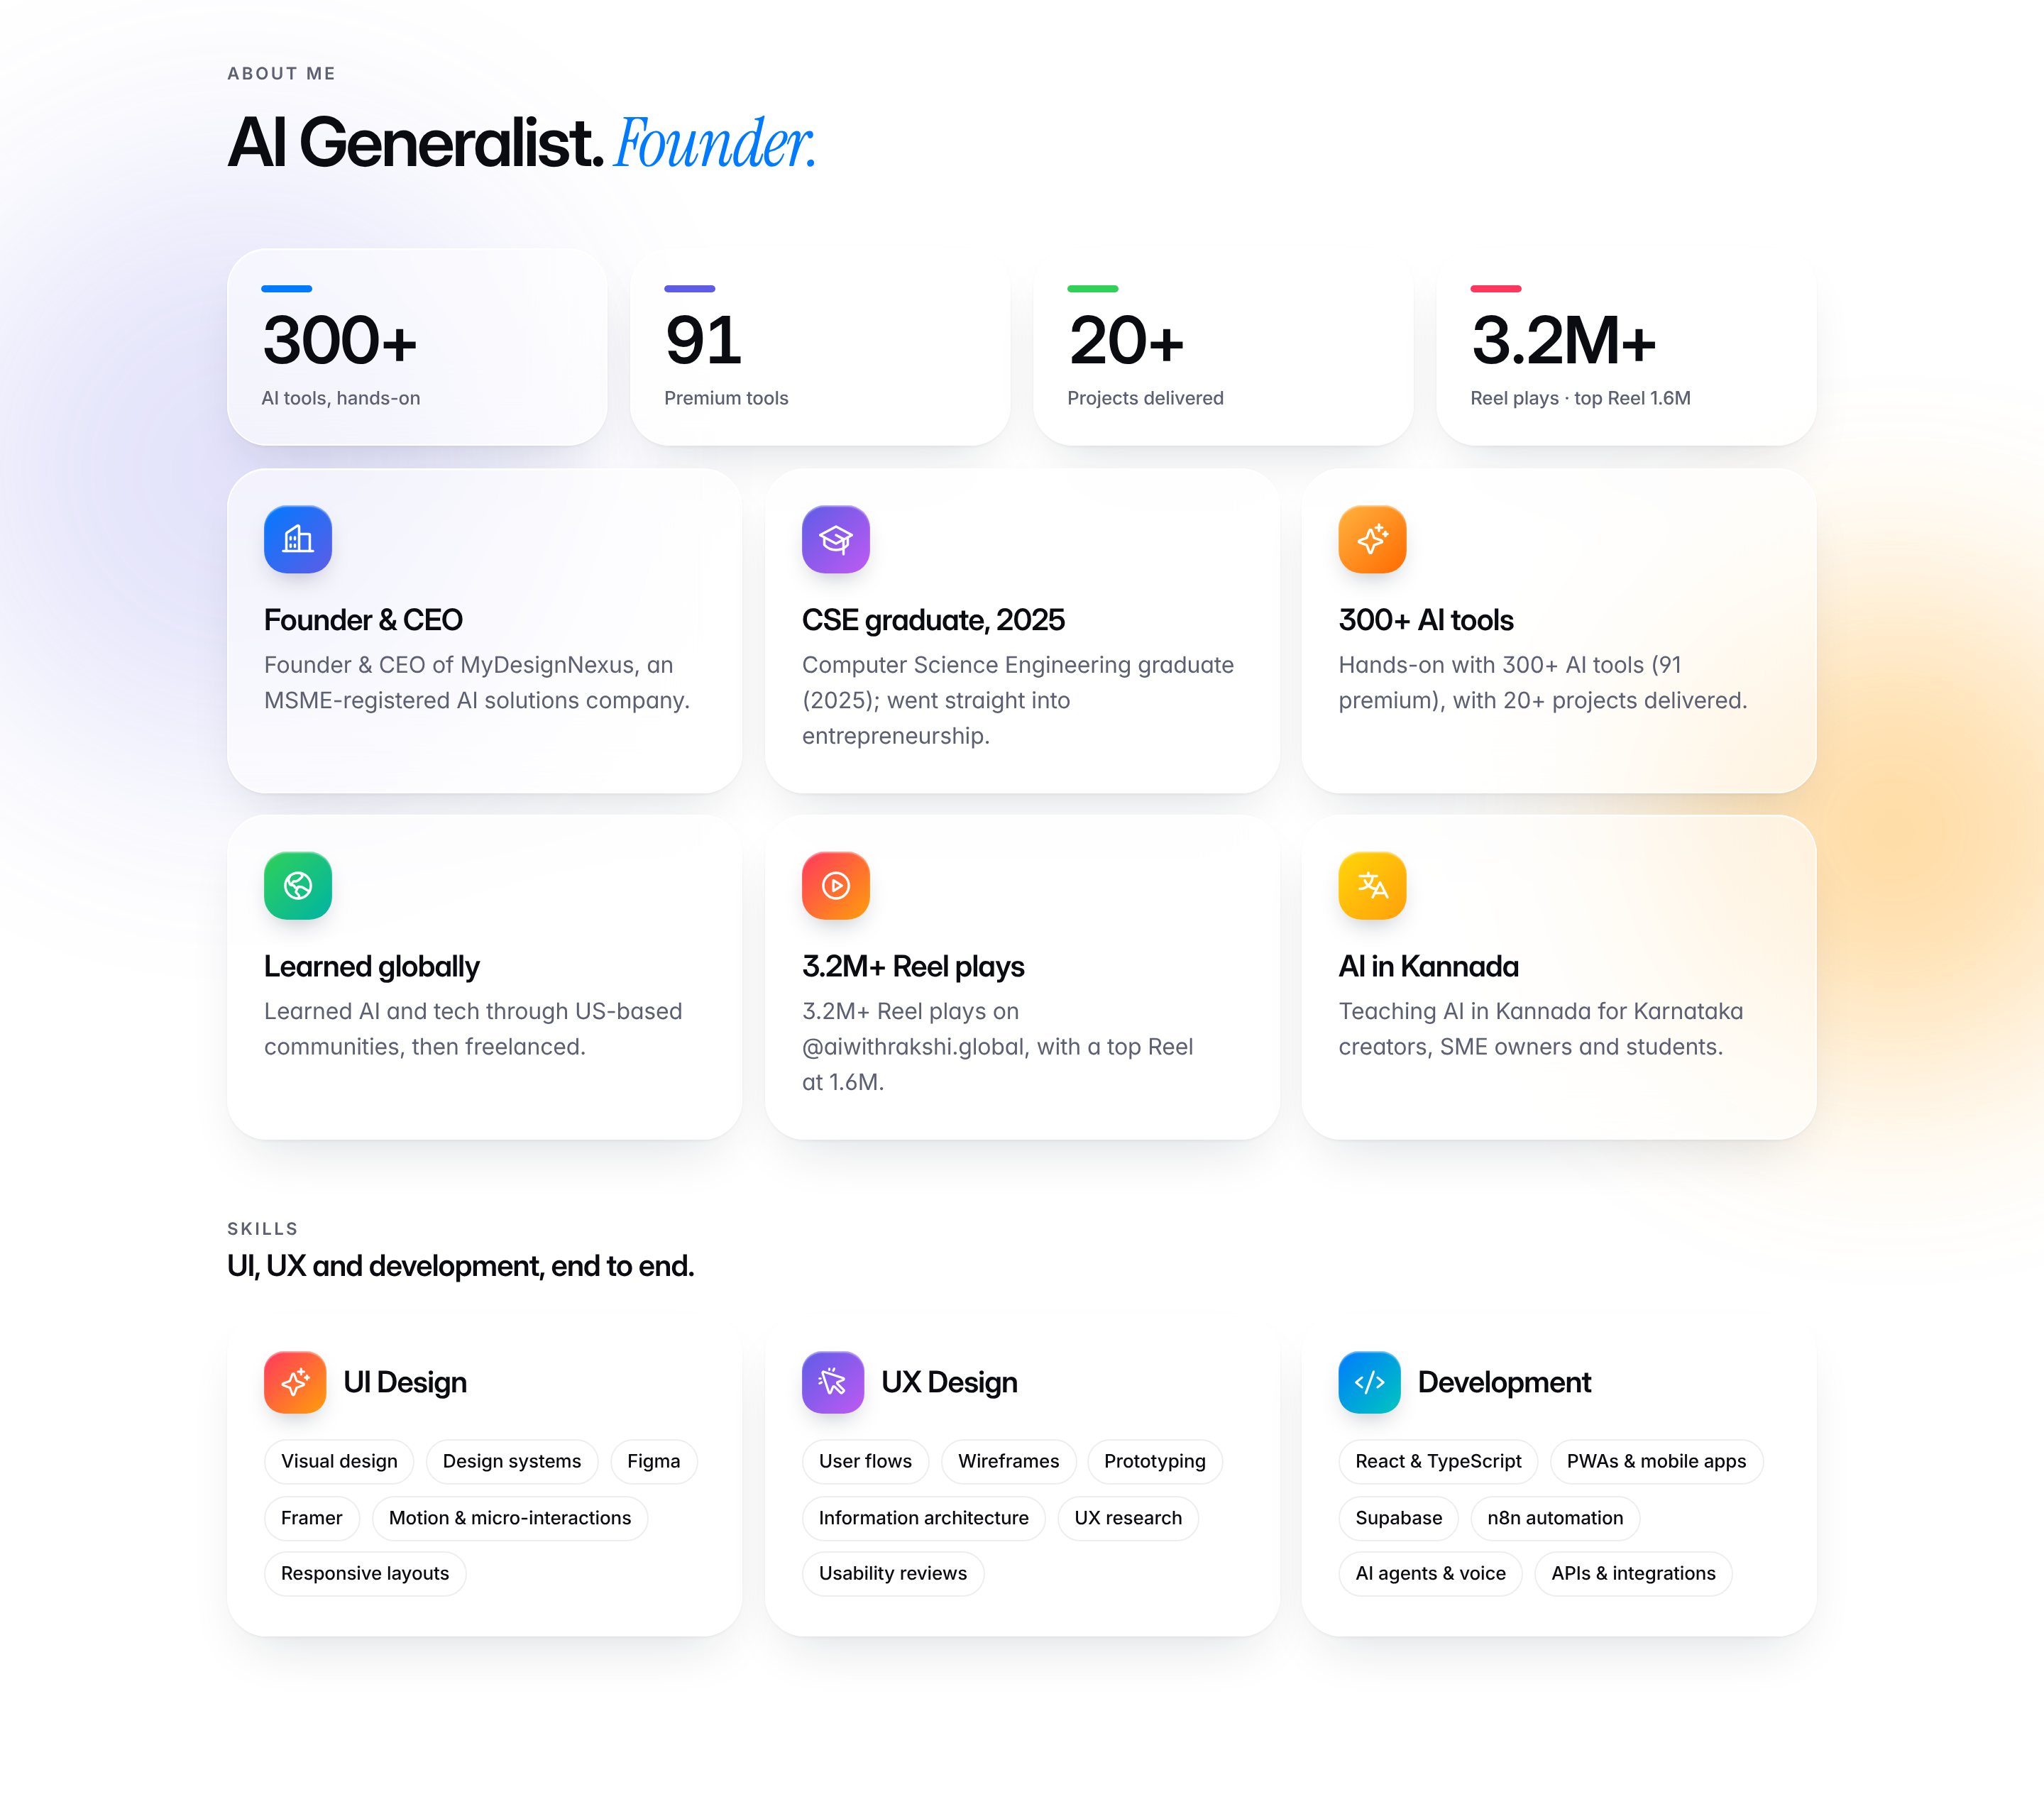 ABOUT ME
AI Generalist. Founder.
300+
AI tools, hands-on
91
Premium tools
20+
Projects delivered
3.2M+
Reel plays · top Reel 1.6M
Founder & CEO
Founder & CEO of MyDesignNexus, an
MSME-registered AI solutions company.
CSE graduate, 2025
Computer Science Engineering graduate
(2025); went straight into
entrepreneurship.
300+ AI tools
Hands-on with 300+ AI tools (91
premium), with 20+ projects delivered.
Learned globally
Learned AI and tech through US-based
communities, then freelanced.
3.2M+ Reel plays
3.2M+ Reel plays on
@aiwithrakshi.global, with a top Reel
at 1.6M.
AI in Kannada
Teaching AI in Kannada for Karnataka
creators, SME owners and students.
SKILLS
UI, UX and development, end to end.
UI Design
Visual design
Design systems
Figma
Framer
Motion & micro-interactions
Responsive layouts
UX Design
User flows
Wireframes
Prototyping
Information architecture
UX research
Usability reviews
Development
React & TypeScript
PWAs & mobile apps
Supabase
n8n automation
AI agents & voice
APIs & integrations